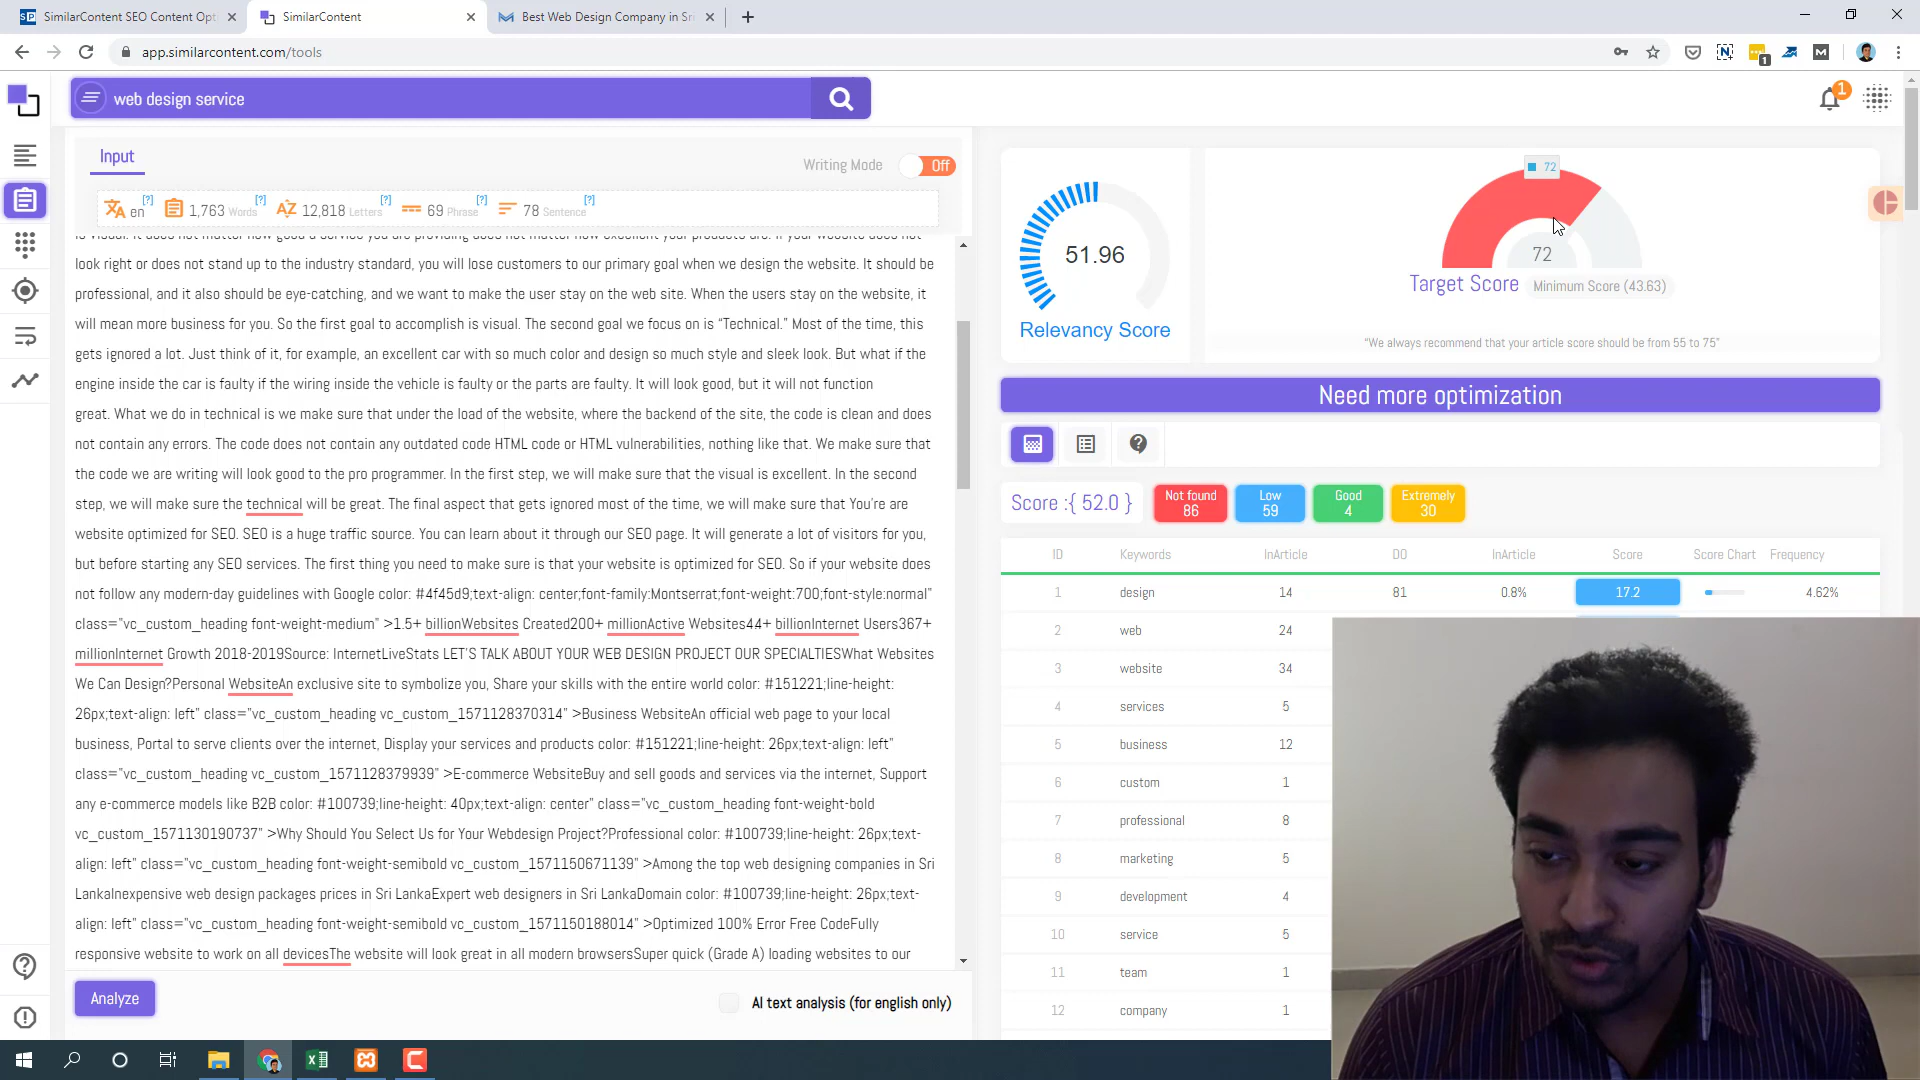 SimilarContent SEO Content Opt
SimilarContent
Best Web Design Company in Sri
app.similarcontent.com/tools
1
web design service
1
Input
Writing Mode
Off
en [?] 1,763 Words [?] 12,818 Letters [?] 69 Phrase [?] 78 Sentence [?]
look right or does not stand up to the industry standard, you will lose customers to our primary goal when we design the website. It should be
professional, and it also should be eye-catching, and we want to make the user stay on the web site. When the users stay on the website, it
will mean more business for you. So the first goal to accomplish is visual. The second goal we focus on is “Technical.” Most of the time, this
gets ignored a lot. Just think of it, for example, an excellent car with so much color and design so much style and sleek look. But what if the
engine inside the car is faulty if the wiring inside the vehicle is faulty or the parts are faulty. It will look good, but it will not function
great. What we do in technical is we make sure that under the load of the website, where the backend of the site, the code is clean and does
not contain any errors. The code does not contain any outdated code HTML code or HTML vulnerabilities, nothing like that. We make sure that
the code we are writing will look good to the pro programmer. In the first step, we will make sure that the visual is excellent. In the second
step, we will make sure the technical will be great. The final aspect that gets ignored most of the time, we will make sure that You're are
website optimized for SEO. SEO is a huge traffic source. You can learn about it through our SEO page. It will generate a lot of visitors for you,
but before starting any SEO services. The first thing you need to make sure is that your website is optimized for SEO. So if your website does
not follow any modern-day guidelines with Google color: #4f45d9;text-align: center;font-family:Montserrat;font-weight:700;font-style:normal"
class="vc_custom_heading font-weight-medium" >1.5+ billionWebsites Created200+ millionActive Websites44+ billionInternet Users367+
millionInternet Growth 2018-2019Source: InternetLiveStats LET'S TALK ABOUT YOUR WEB DESIGN PROJECT OUR SPECIALTIESWhat Websites
We Can Design?Personal WebsiteAn exclusive site to symbolize you, Share your skills with the entire world color: #151221;line-height:
26px;text-align: left" class="vc_custom_heading vc_custom_1571128370314" >Business WebsiteAn official web page to your local
business, Portal to serve clients over the internet, Display your services and products color: #151221;line-height: 26px;text-align: left"
class="vc_custom_heading vc_custom_1571128379939" >E-commerce WebsiteBuy and sell goods and services via the internet, Support
any e-commerce models like B2B color: #100739;line-height: 40px;text-align: center" class="vc_custom_heading font-weight-bold
vc_custom_1571130190737" >Why Should You Select Us for Your Webdesign Project?Professional color: #100739;line-height: 26px;text-
align: left" class="vc_custom_heading font-weight-semibold vc_custom_1571150671139" >Among the top web designing companies in Sri
LankaInexpensive web design packages prices in Sri LankaExpert web designers in Sri LankaDomain color: #100739;line-height: 26px;text-
align: left" class="vc_custom_heading font-weight-semibold vc_custom_1571150188014" >Optimized 100% Error Free CodeFully
responsive website to work on all devicesThe website will look great in all modern browsersSuper quick (Grade A) loading websites to our
Analyze
AI text analysis (for english only)
51.96
Relevancy Score
72
72
Target Score Minimum Score (43.63)
“We always recommend that your article score should be from 55 to 75”
Need more optimization
Score :{ 52.0 }
Not found 86
Low 59
Good 4
Extremely 30
ID Keywords InArticle DO InArticle Score Score Chart Frequency
1 design 14 81 0.8% 17.2 4.62%
2 web 24
3 website 34
4 services 5
5 business 12
6 custom 1
7 professional 8
8 marketing 5
9 development 4
10 service 5
11 team 1
12 company 1